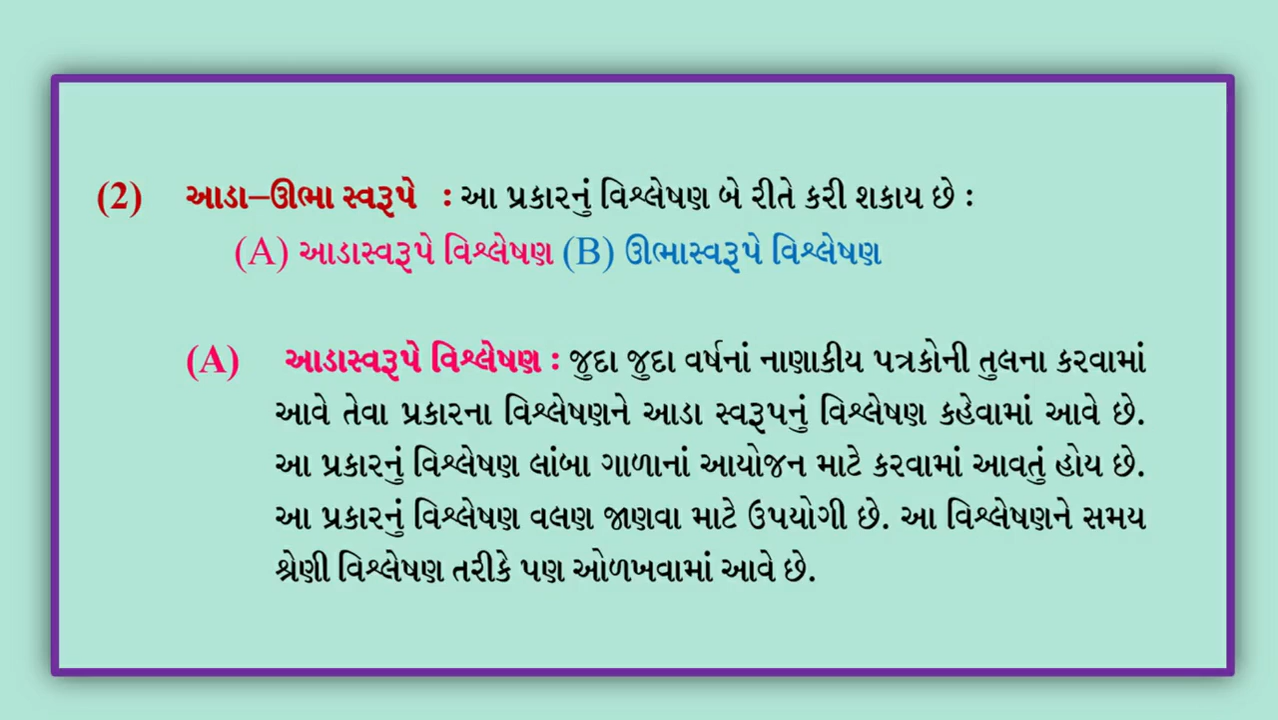 (2) આડા–ઊભા સ્વરૂપે : આ પ્રકારનું વિશ્લેષણ બે રીતે કરી શકાય છે :
(A) આડાસ્વરૂપે વિશ્લેષણ (B) ઊભાસ્વરૂપે વિશ્લેષણ
(A) આડાસ્વરૂપે વિશ્લેષણ : જુદા જુદા વર્ષનાં નાણાકીય પત્રકોની તુલના કરવામાં
આવે તેવા પ્રકારના વિશ્લેષણને આડા સ્વરૂપનું વિશ્લેષણ કહેવામાં આવે છે.
આ પ્રકારનું વિશ્લેષણ લાંબા ગાળાનાં આયોજન માટે કરવામાં આવતું હોય છે.
આ પ્રકારનું વિશ્લેષણ વલણ જાણવા માટે ઉપયોગી છે. આ વિશ્લેષણને સમય
શ્રેણી વિશ્લેષણ તરીકે પણ ઓળખવામાં આવે છે.